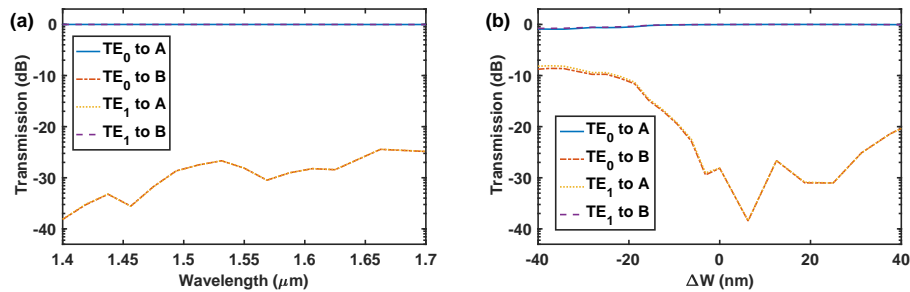 (a)
Transmission (dB)
0
-10
-20
-30
-40
TE0 to A
TE0 to B
TE1 to A
TE1 to B
1.4 1.45 1.5 1.55 1.6 1.65 1.7
Wavelength (μm)
(b)
Transmission (dB)
0
-10
-20
-30
-40
TE0 to A
TE0 to B
TE1 to A
TE1 to B
-40 -20 0 20 40
ΔW (nm)